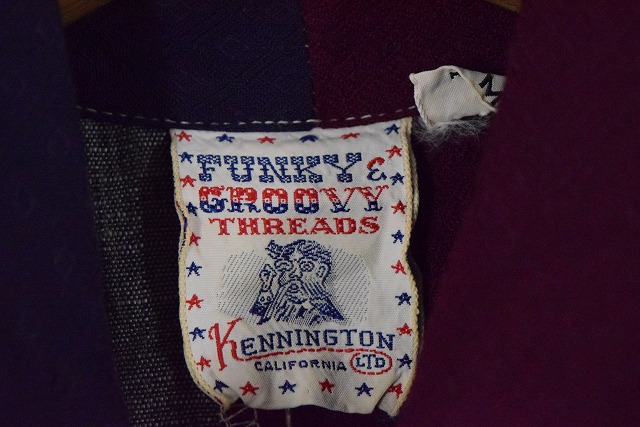 FUNKY &
GROOVY
THREADS
KENNINGTON
CALIFORNIA LTD
M